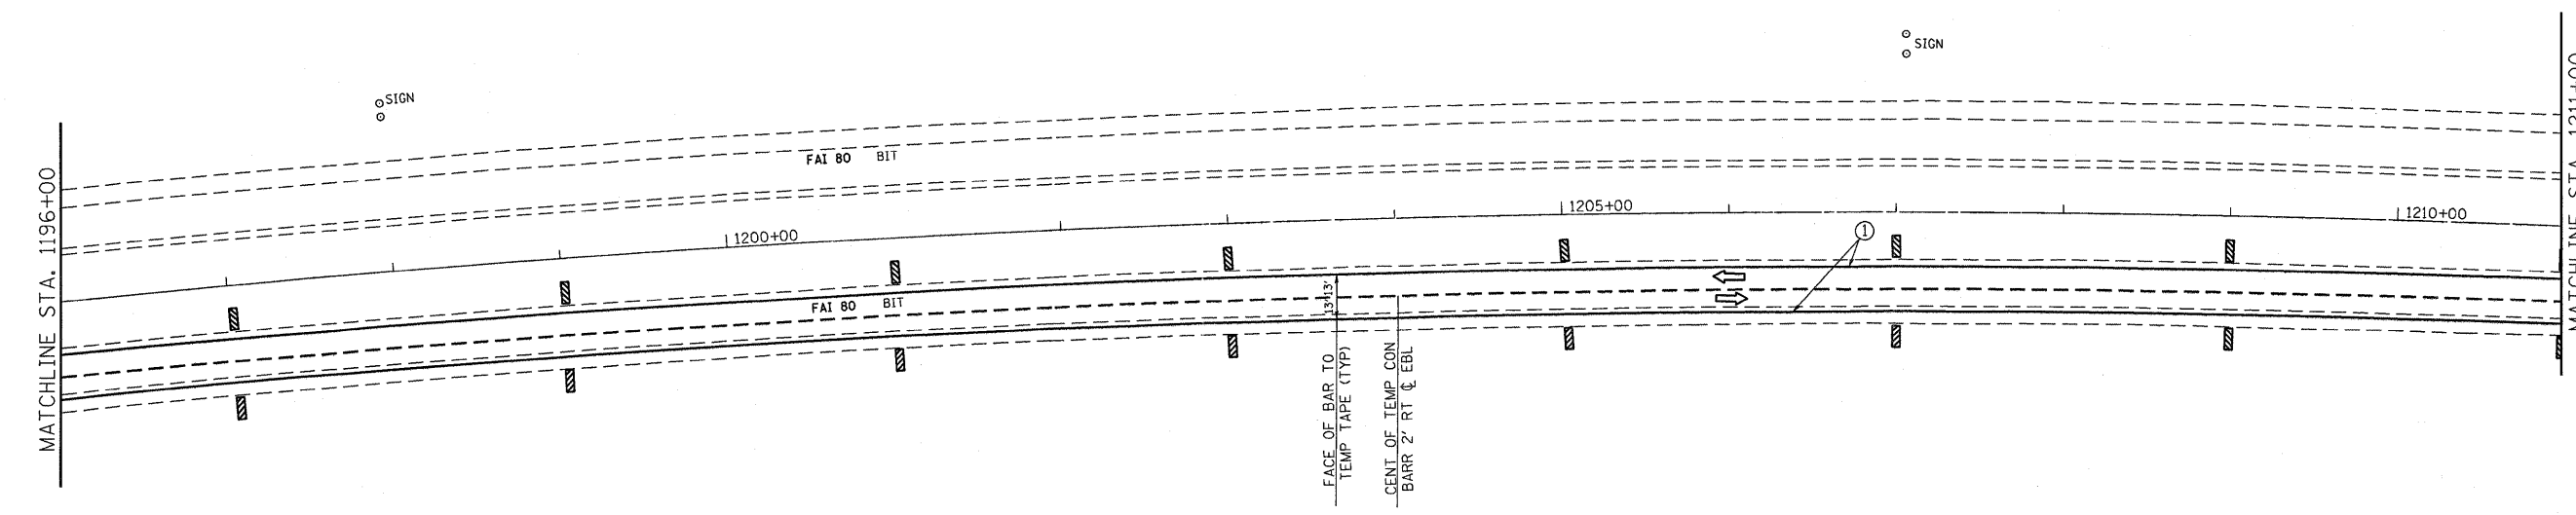 SIGN
SIGN
MATCHLINE STA. 1196+00
MATCHLINE STA. 1211+00
FAI 80 BIT
1200+00
1205+00
1210+00
1
FAI 80 BIT
13' 13'
FACE OF BAR TO
TEMP TAPE (TYP)
CENT OF TEMP CON
BARR 2' RT ℄ EBL